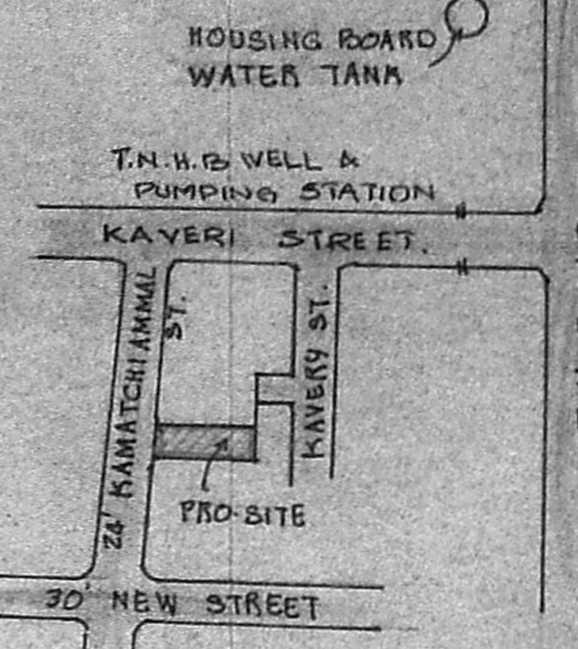 HOUSING BOARD
WATER TANK
T.N.H.B WELL &
PUMPING STATION
KAVERI STREET.
24' KAMATCHI AMMAL
ST.
KAVERY ST.
PRO-SITE
30' NEW STREET